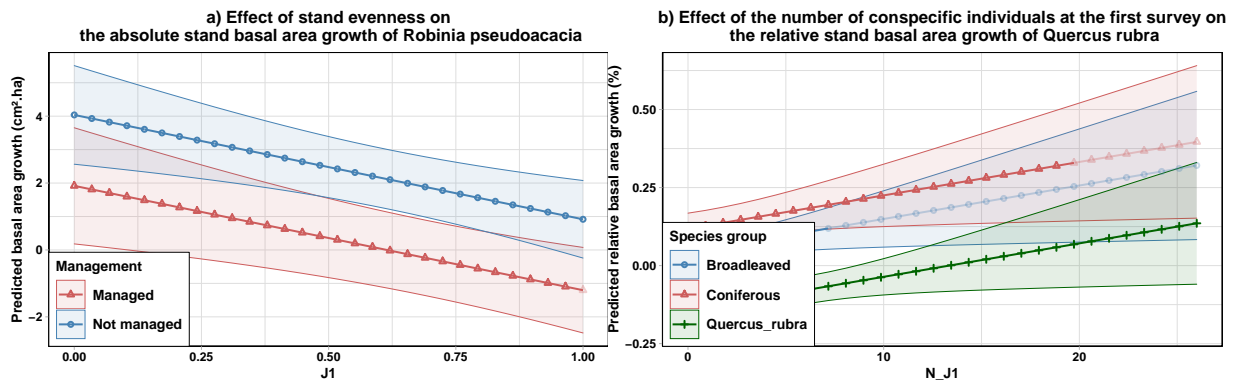 a) Effect of stand evenness on
the absolute stand basal area growth of Robinia pseudoacacia
Predicted basal area growth (cm².ha)
4
2
0
−2
Management
Managed
Not managed
0.00
0.25
0.50
0.75
1.00
J1
b) Effect of the number of conspecific individuals at the first survey on
the relative stand basal area growth of Quercus rubra
Predicted relative basal area growth (%)
0.50
0.25
0.00
−0.25
Species group
Broadleaved
Coniferous
Quercus_rubra
0
10
20
N_J1